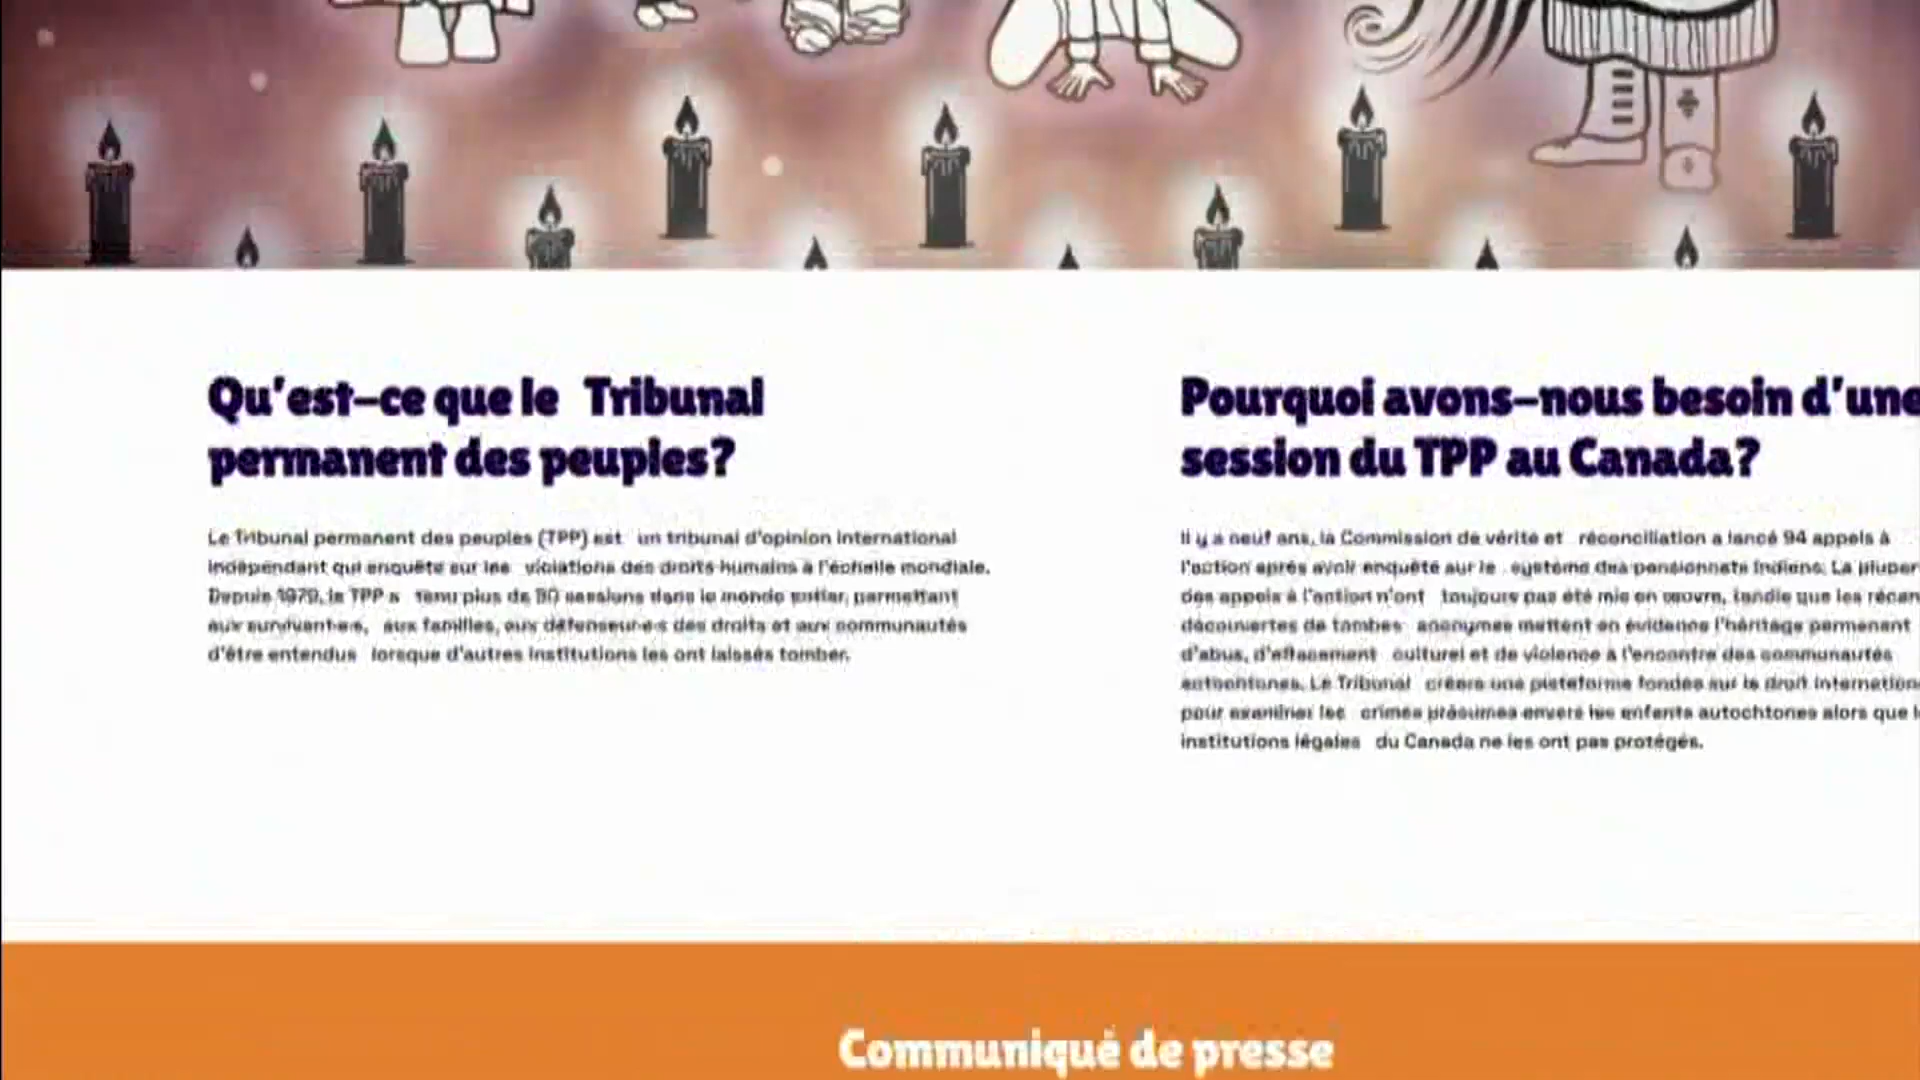 Qu'est-ce que le Tribunal
permanent des peuples?
Le Tribunal permanent des peuples (TPP) est un tribunal d'opinion international
indépendant qui enquête sur les violations des droits humains à l'échelle mondiale.
Depuis 1979, le TPP a tenu plus de 50 sessions dans le monde entier, permettant
aux survivant·e·s, aux familles, aux défenseur·e·s des droits et aux communautés
d'être entendus lorsque d'autres institutions les ont laissés tomber.
Pourquoi avons-nous besoin d'une
session du TPP au Canada?
Il y a neuf ans, la Commission de vérité et réconciliation a lancé 94 appels à
l'action après avoir enquêté sur le système des pensionnats indiens. La
des appels à l'action n'ont toujours pas été mis en œuvre, tandis que les
découvertes de tombes anonymes mettent en évidence l'héritage permanent
d'abus, d'effacement culturel et de violence à l'encontre des communautés
autochtones. Le Tribunal créera une plateforme fondée sur le droit
pour examiner les crimes présumés envers les enfants autochtones alors que
institutions légales du Canada ne les ont pas protégés.
Communiqué de presse